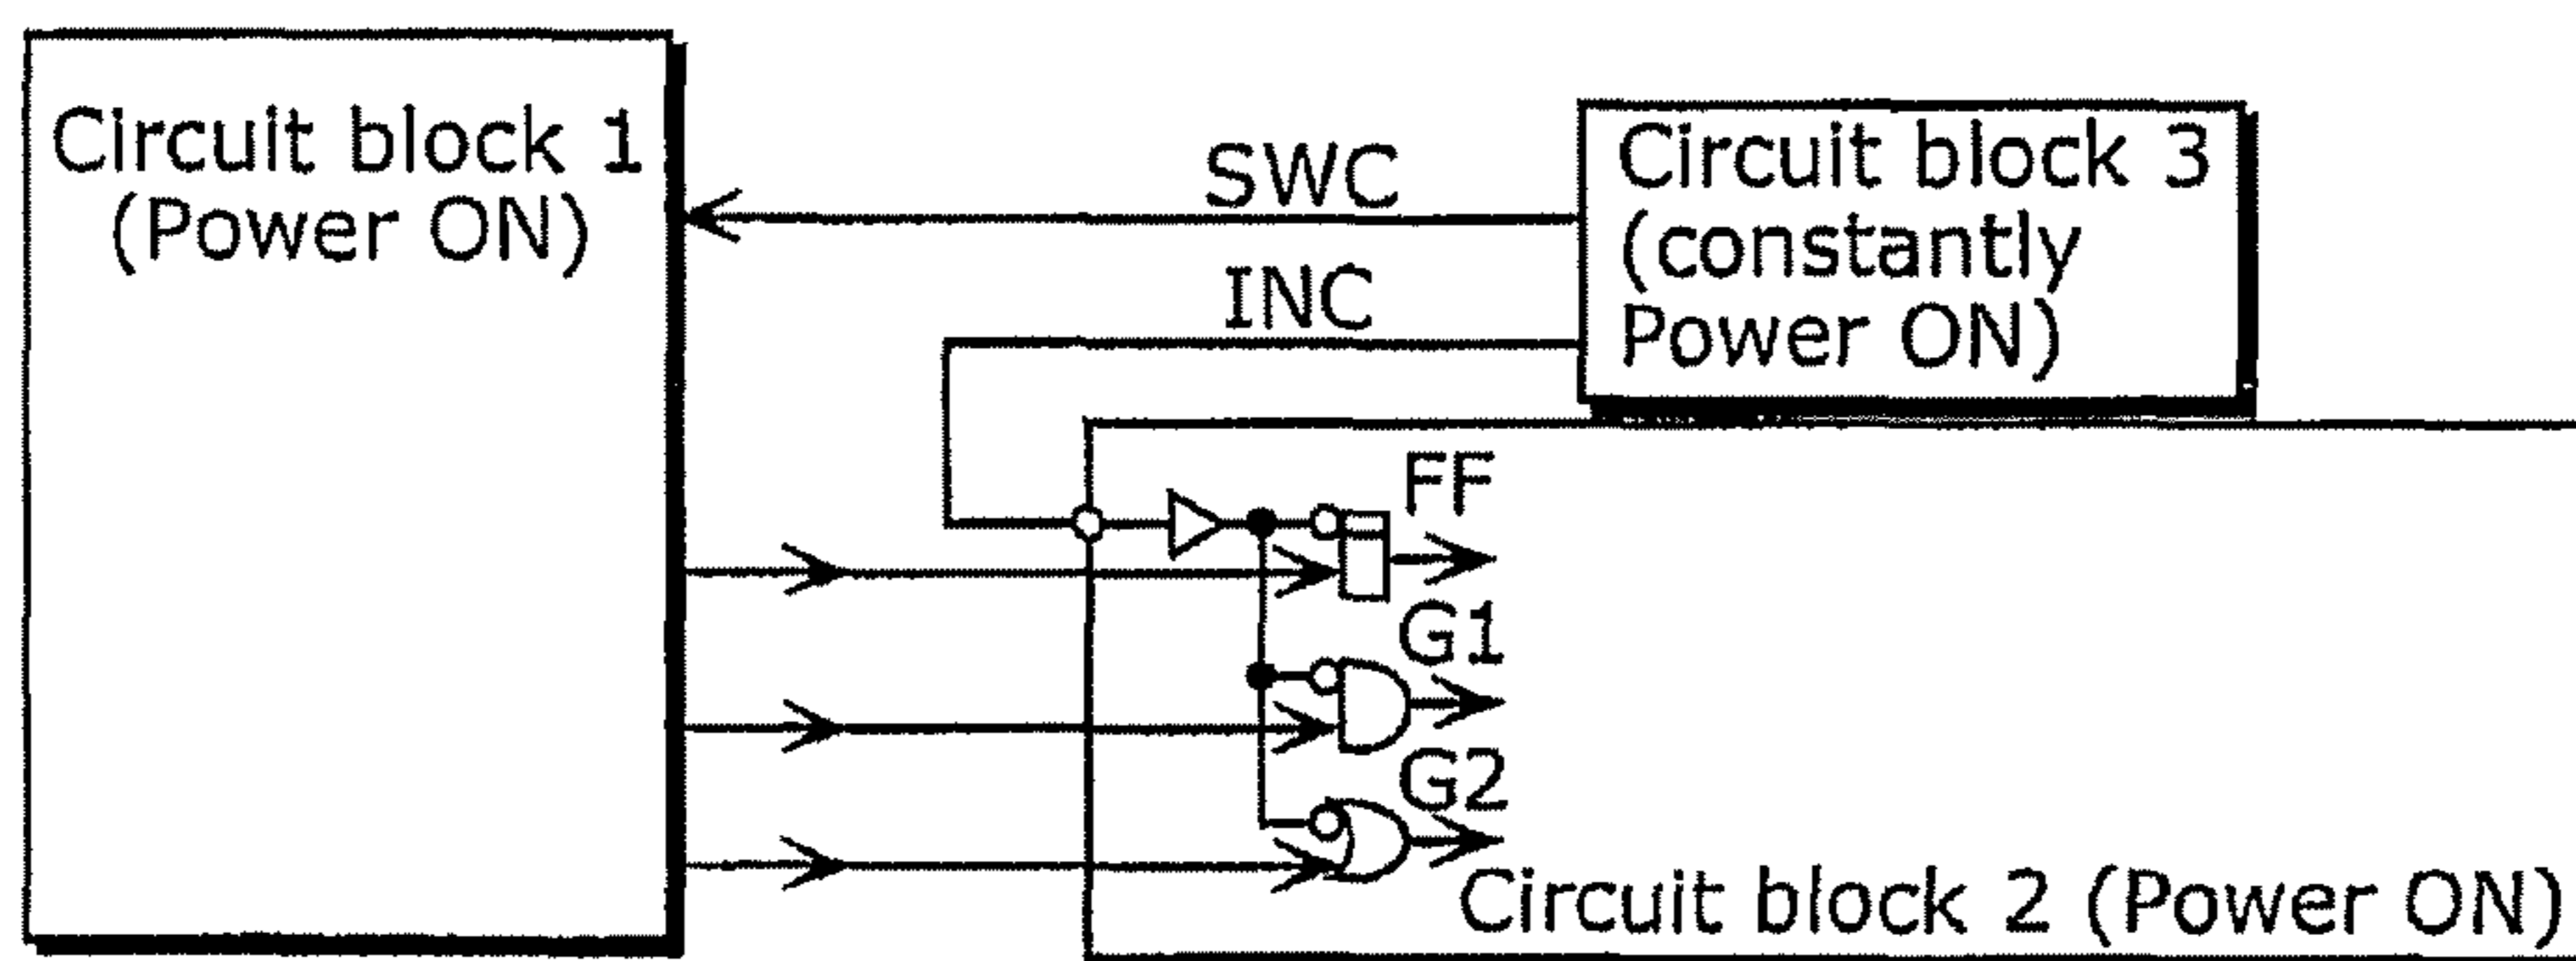 Circuit block 1
(Power ON)
SWC
INC
Circuit block 3
(constantly
Power ON)
FF
G1
G2
Circuit block 2 (Power ON)